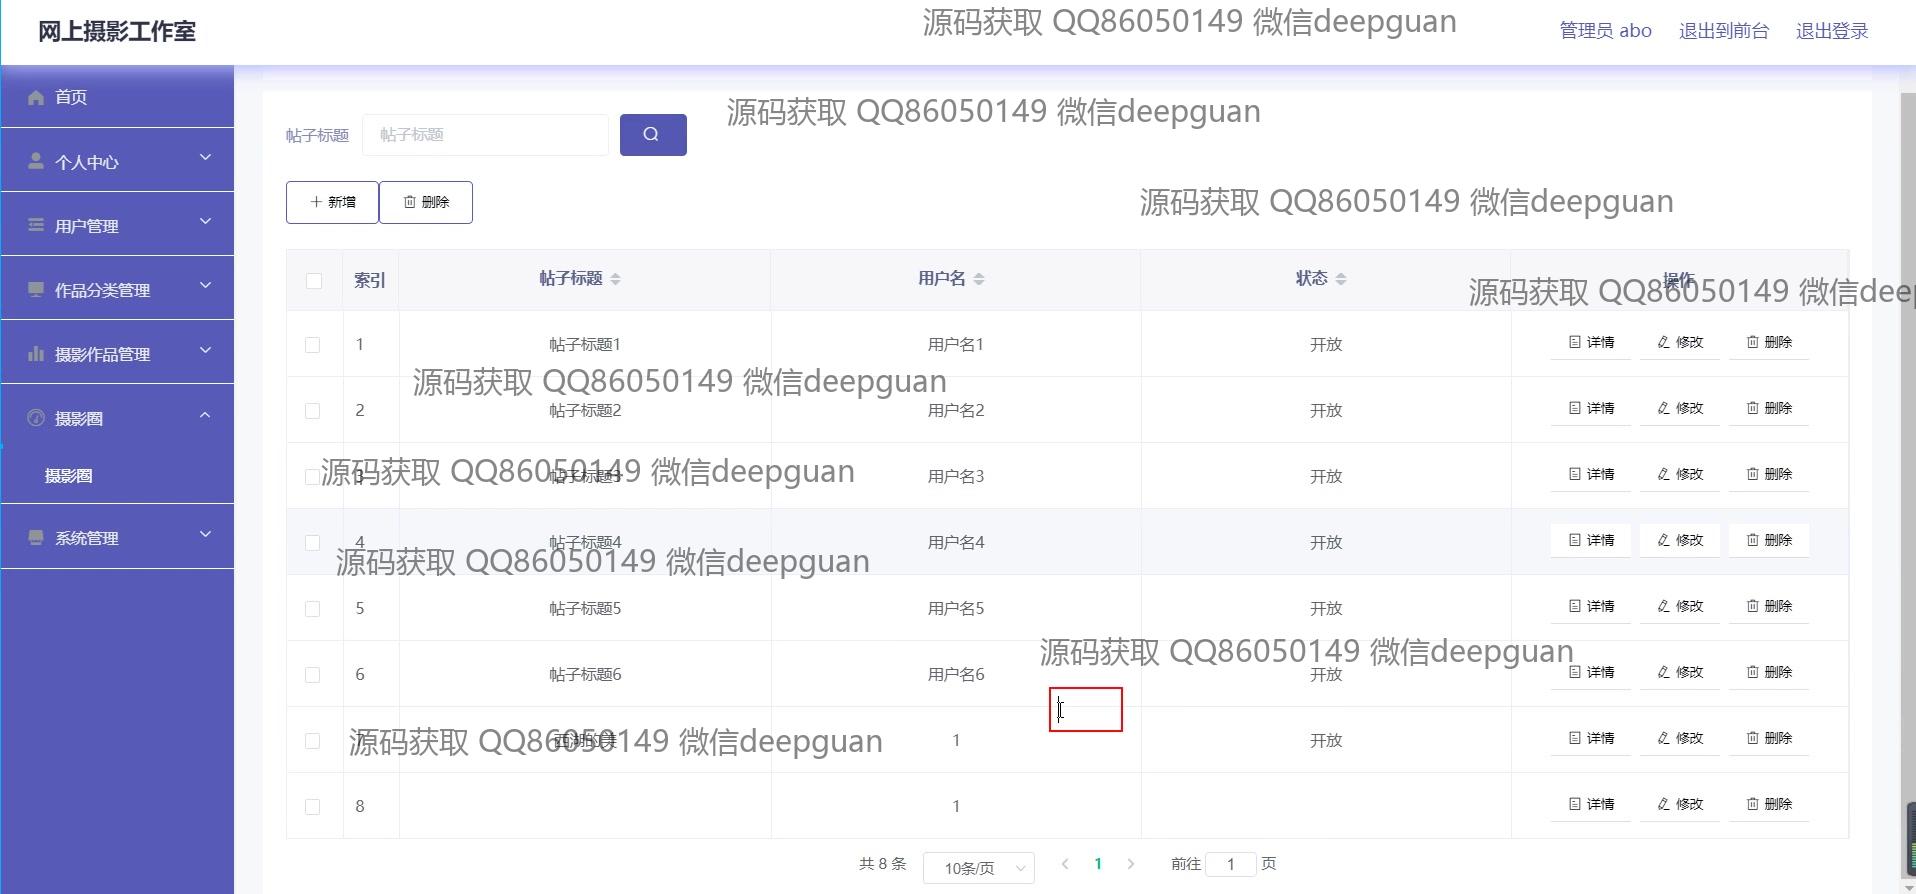 网上摄影工作室
源码获取 QQ86050149 微信deepguan
管理员 abo 退出到前台 退出登录
首页
个人中心
用户管理
作品分类管理
摄影作品管理
摄影圈
摄影圈
系统管理
帖子标题 帖子标题
源码获取 QQ86050149 微信deepguan
新增 删除
源码获取 QQ86050149 微信deepguan
索引 帖子标题 用户名 状态 操作
源码获取 QQ86050149 微信deep
1 帖子标题1 用户名1 开放 详情 修改 删除
源码获取 QQ86050149 微信deepguan
2 帖子标题2 用户名2 开放 详情 修改 删除
源码获取 QQ86050149 微信deepguan
3 帖子标题3 用户名3 开放 详情 修改 删除
4 帖子标题4 用户名4 开放 详情 修改 删除
源码获取 QQ86050149 微信deepguan
5 帖子标题5 用户名5 开放 详情 修改 删除
源码获取 QQ86050149 微信deepguan
6 帖子标题6 用户名6 开放 详情 修改 删除
源码获取 QQ86050149 微信deepguan
7 西湖的美 1 开放 详情 修改 删除
8 1 详情 修改 删除
共 8 条 10条/页 1 前往 1 页